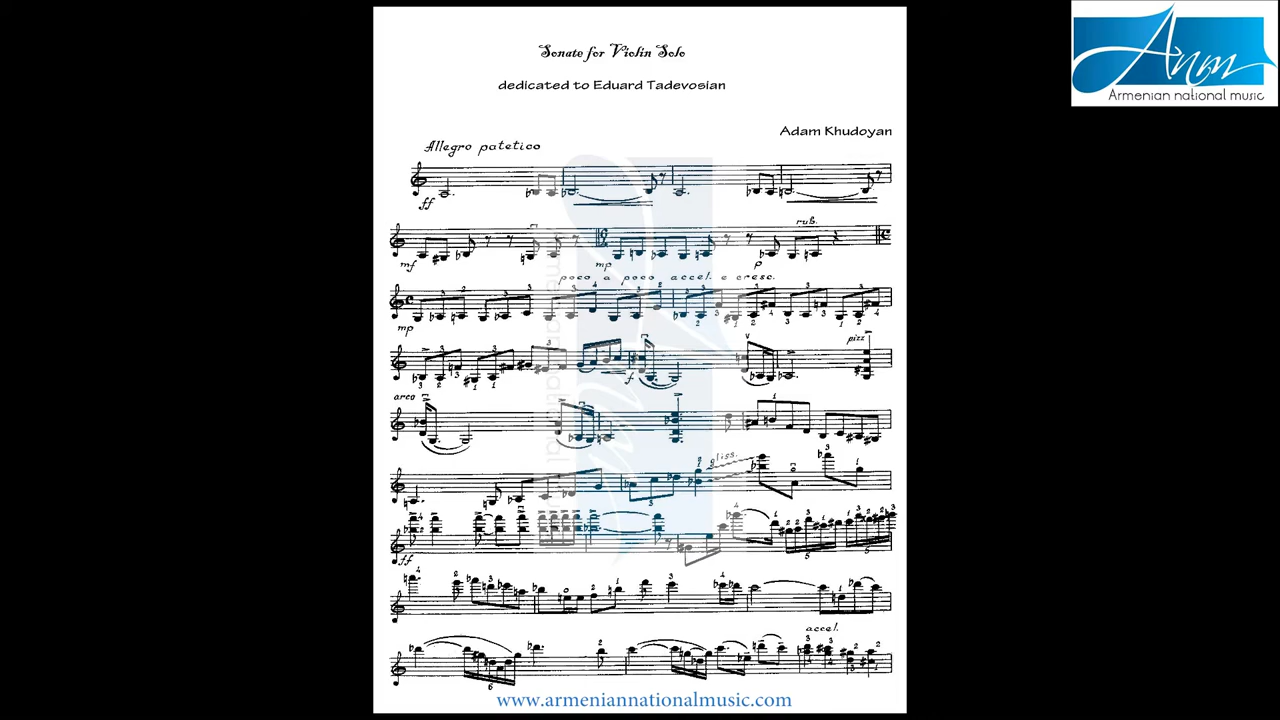 Sonate for Violin Solo
dedicated to Eduard Tadevosian
Adam Khudoyan
Anm
Armenian national music
Allegro patetico
ff
mf
mp
p
rub.
poco a poco accel. e cresc.
mp
f
pizz
arco
gliss.
ff
accel.
www.armeniannationalmusic.com